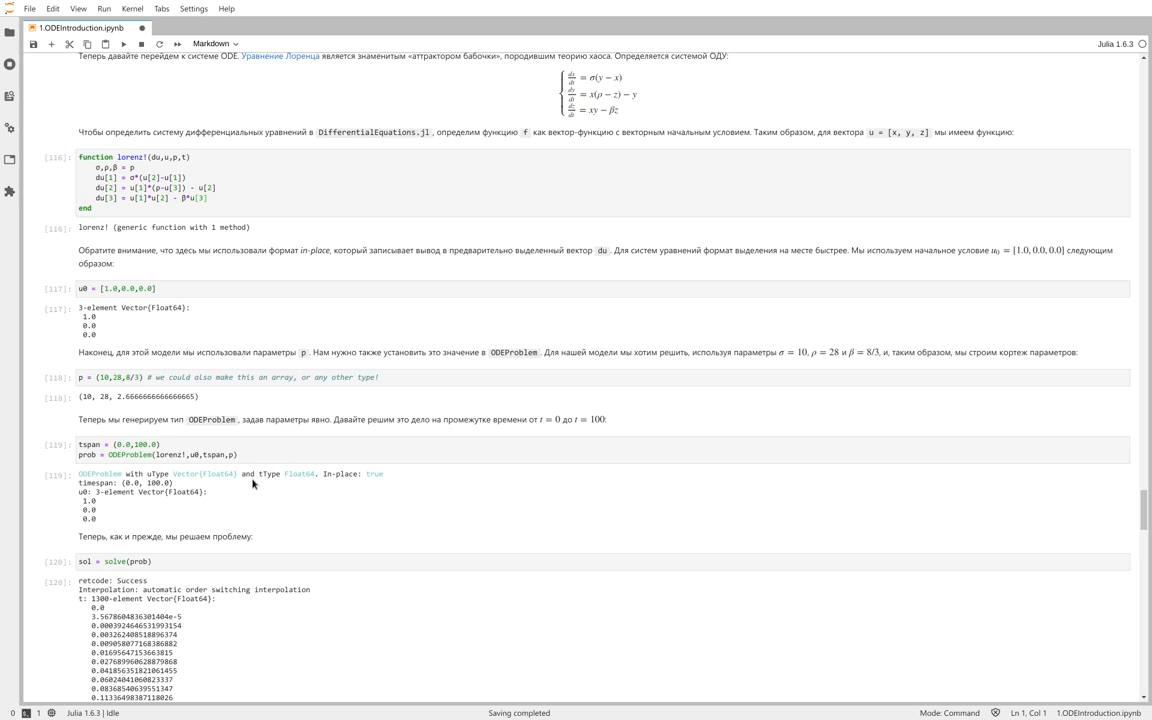 File Edit View Run Kernel Tabs Settings Help
1.ODEIntroduction.ipynb
Markdown
Julia 1.6.3
Теперь давайте перейдем к системе ODE. Уравнение Лоренца является знаменитым «аттрактором бабочки», породившим теорию хаоса. Определяется системой ОДУ:
dx/dt = σ(y − x)
dy/dt = x(ρ − z) − y
dz/dt = xy − βz
Чтобы определить систему дифференциальных уравнений в DifferentialEquations.jl, определим функцию f как вектор-функцию с векторным начальным условием. Таким образом, для вектора u = [x, y, z] мы имеем функцию:
[116]: function lorenz!(du,u,p,t)
σ,ρ,β = p
du[1] = σ*(u[2]-u[1])
du[2] = u[1]*(ρ-u[3]) - u[2]
du[3] = u[1]*u[2] - β*u[3]
end
[116]: lorenz! (generic function with 1 method)
Обратите внимание, что здесь мы использовали формат in-place, который записывает вывод в предварительно выделенный вектор du. Для систем уравнений формат выделения на месте быстрее. Мы используем начальное условие u₀ = [1.0, 0.0, 0.0] следующим
образом:
[117]: u0 = [1.0,0.0,0.0]
[117]: 3-element Vector{Float64}:
1.0
0.0
0.0
Наконец, для этой модели мы использовали параметры p. Нам нужно также установить это значение в ODEProblem. Для нашей модели мы хотим решить, используя параметры σ = 10, ρ = 28 и β = 8/3, и, таким образом, мы строим кортеж параметров:
[118]: p = (10,28,8/3) # we could also make this an array, or any other type!
[118]: (10, 28, 2.6666666666666665)
Теперь мы генерируем тип ODEProblem, задав параметры явно. Давайте решим это дело на промежутке времени от t = 0 до t = 100:
[119]: tspan = (0.0,100.0)
prob = ODEProblem(lorenz!,u0,tspan,p)
[119]: ODEProblem with uType Vector{Float64} and tType Float64. In-place: true
timespan: (0.0, 100.0)
u0: 3-element Vector{Float64}:
1.0
0.0
0.0
Теперь, как и прежде, мы решаем проблему:
[120]: sol = solve(prob)
[120]: retcode: Success
Interpolation: automatic order switching interpolation
t: 1300-element Vector{Float64}:
0.0
3.5678604836301404e-5
0.0003924646531993154
0.003262408518896374
0.009058077168386882
0.01695647153663815
0.027689960628879868
0.041856351821061455
0.06024041060823337
0.08368540639551347
0.11336498387118026
0 1 Julia 1.6.3 | Idle Saving completed Mode: Command Ln 1, Col 1 1.ODEIntroduction.ipynb